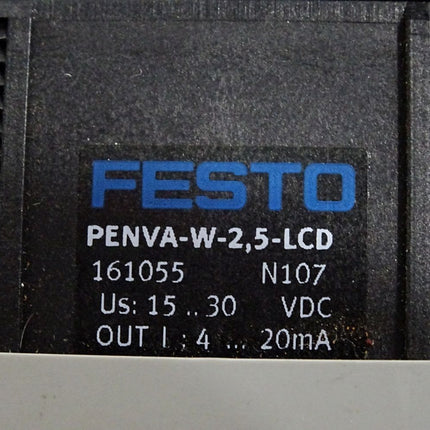 FESTO
PENVA-W-2,5-LCD
161055 N107
Us: 15 .. 30 VDC
OUT I : 4 ... 20mA